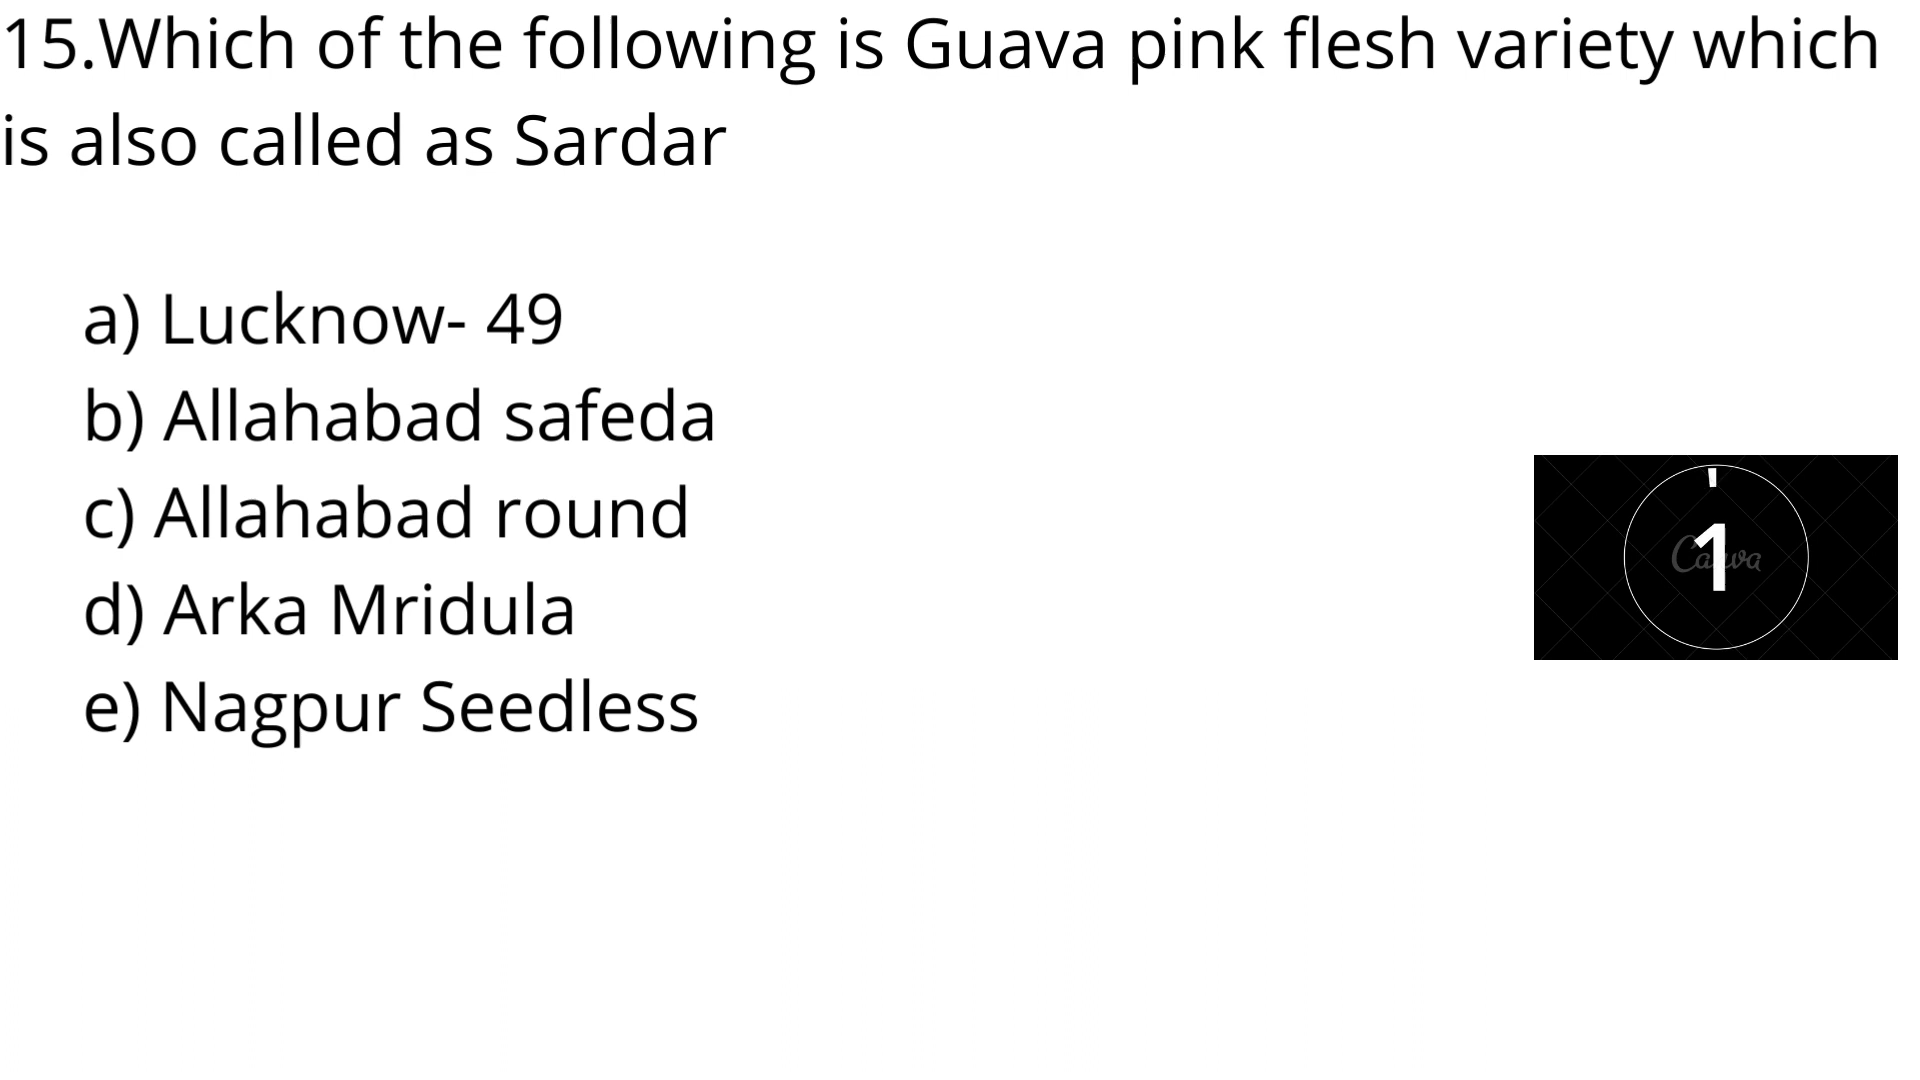 15.Which of the following is Guava pink flesh variety which
is also called as Sardar
a) Lucknow- 49
b) Allahabad safeda
c) Allahabad round
d) Arka Mridula
e) Nagpur Seedless
1
Canva